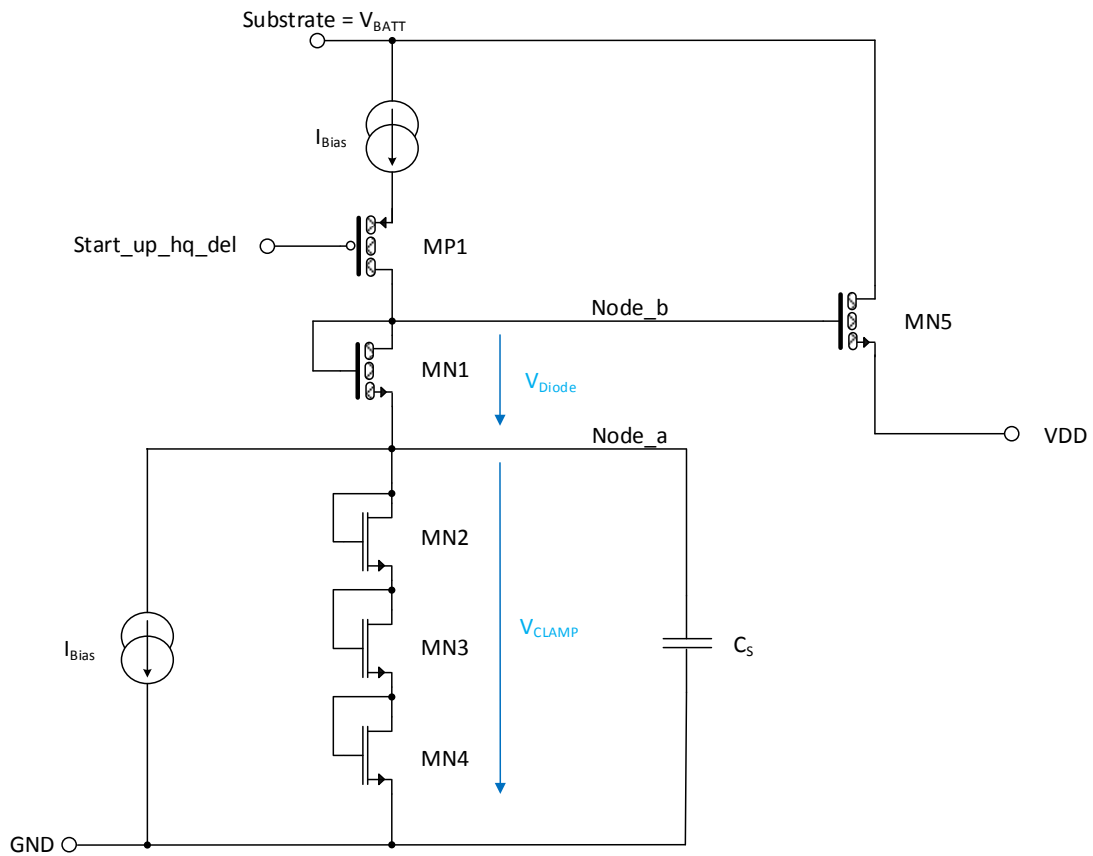 Substrate = VBATT
IBias
Start_up_hq_del
MP1
Node_b
MN5
MN1
VDiode
Node_a
VDD
MN2
IBias
MN3
VCLAMP
CS
MN4
GND